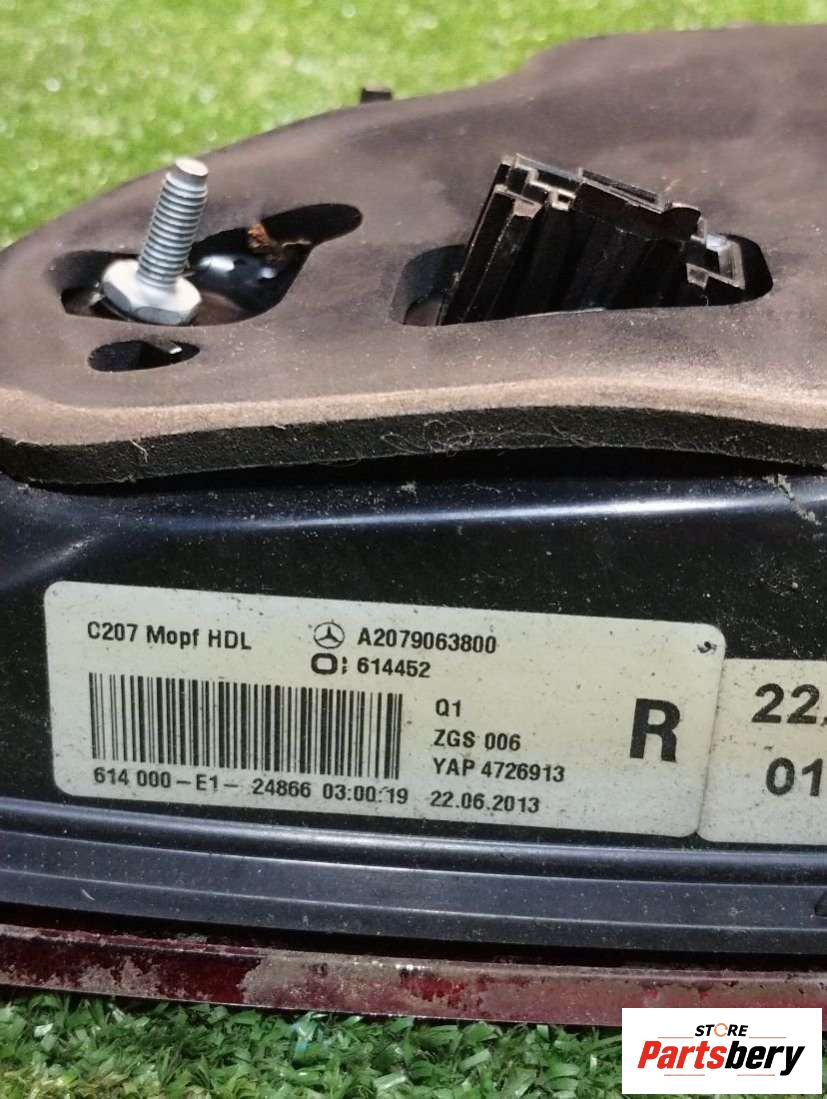 C207 Mopf HDL A2079063800
614452
Q1
ZGS 006
R
YAP 4726913
614 000-E1- 24866 03:00:19 22.06.2013
22.
01
STORE
Partsbery